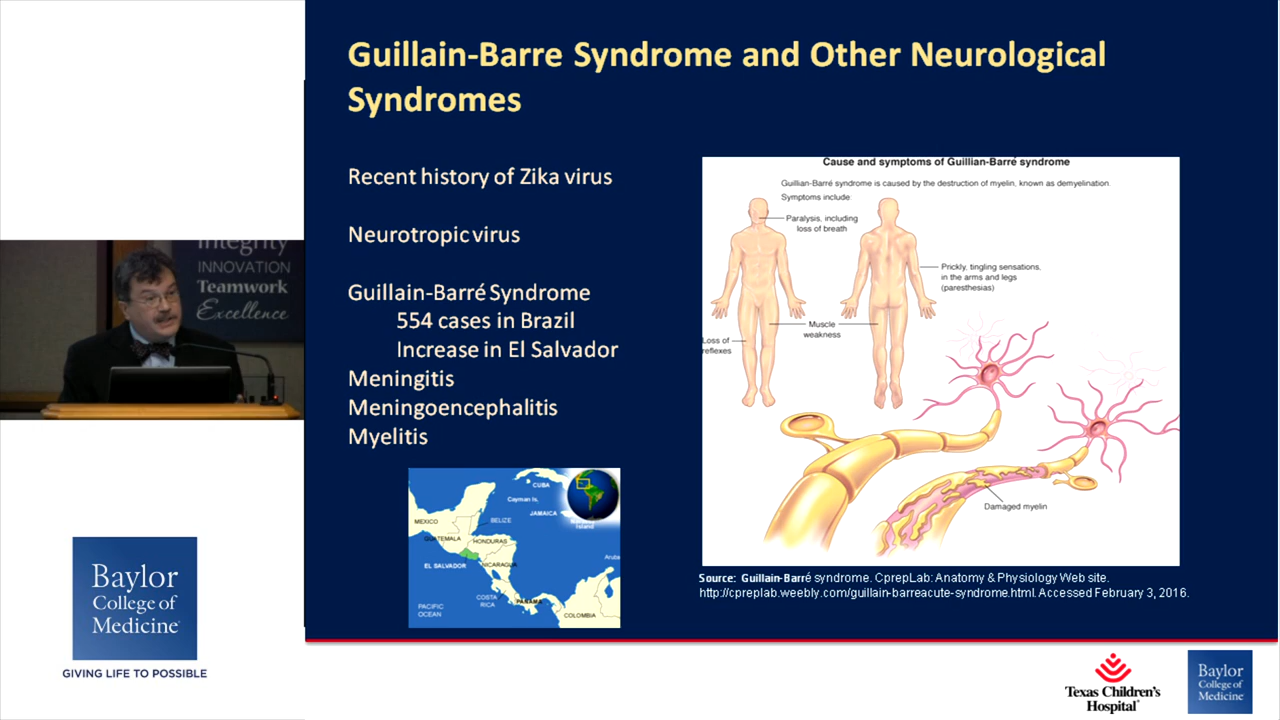 Guillain-Barre Syndrome and Other Neurological
Syndromes
Recent history of Zika virus
Neurotropic virus
Guillain-Barré Syndrome
554 cases in Brazil
Increase in El Salvador
Meningitis
Meningoencephalitis
Myelitis
Cause and symptoms of Guillian-Barré syndrome
Guillian-Barré syndrome is caused by the destruction of myelin, known as demyelination
Symptoms include:
Paralysis, including
loss of breath
Prickly, tingling sensations,
in the arms and legs
(paresthesias)
Muscle
weakness
Loss of
reflexes
Damaged myelin
CUBA
Cayman Is.
JAMAICA
MEXICO
BELIZE
GUATEMALA
HONDURAS
EL SALVADOR
NICARAGUA
Aruba
COSTA
RICA
PANAMA
PACIFIC
OCEAN
COLOMBIA
Source: Guillain-Barré syndrome. CprepLab: Anatomy & Physiology Web site.
http://cpreplab.weebly.com/guillain-barreacute-syndrome.html. Accessed February 3, 2016.
Integrity
INNOVATION
Teamwork
Excellence
Baylor
College of
Medicine
GIVING LIFE TO POSSIBLE
Texas Children's
Hospital
Baylor
College of
Medicine